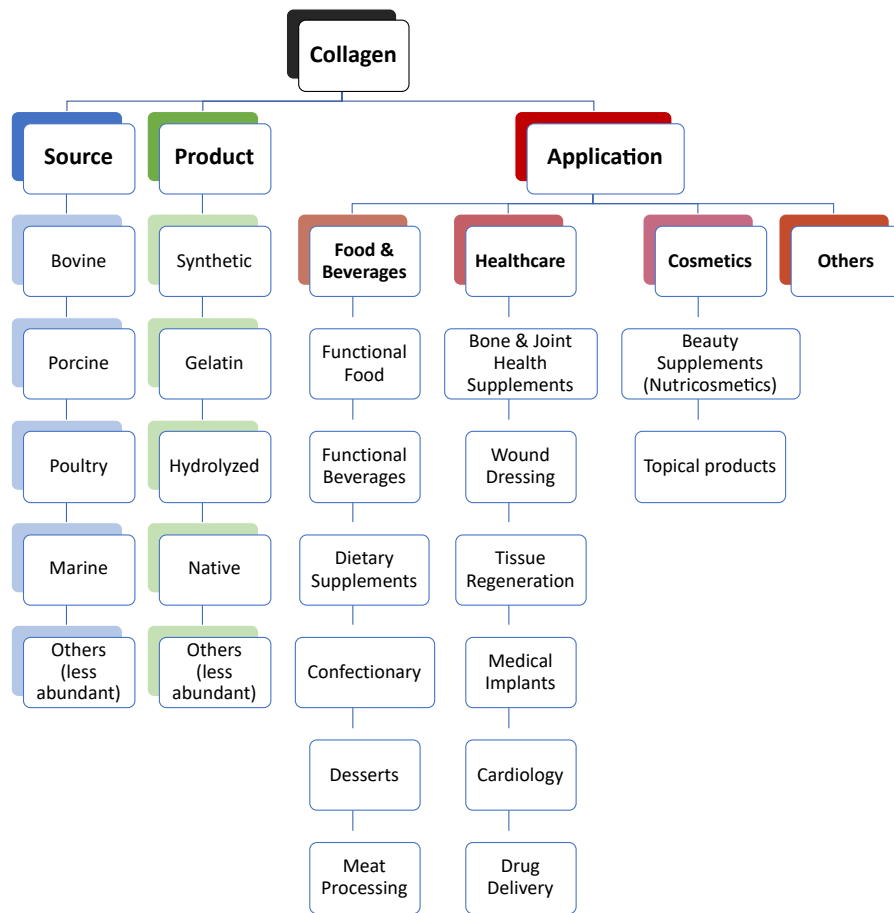 Collagen
Source
Product
Application
Bovine
Synthetic
Food &
Beverages
Healthcare
Cosmetics
Others
Porcine
Gelatin
Functional
Food
Bone & Joint
Health
Supplements
Beauty
Supplements
(Nutricosmetics)
Poultry
Hydrolyzed
Functional
Beverages
Wound
Dressing
Topical products
Marine
Native
Dietary
Supplements
Tissue
Regeneration
Others
(less
abundant)
Others
(less
abundant)
Confectionary
Medical
Implants
Desserts
Cardiology
Meat
Processing
Drug
Delivery